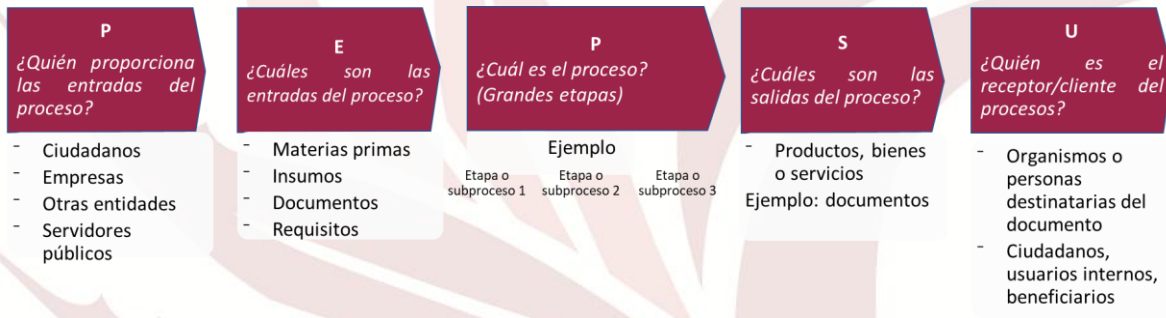 P
¿Quién proporciona
las entradas del
proceso?
- Ciudadanos
- Empresas
- Otras entidades
- Servidores
públicos
E
¿Cuáles son las
entradas del proceso?
- Materias primas
- Insumos
- Documentos
- Requisitos
P
¿Cuál es el proceso?
(Grandes etapas)
Ejemplo
Etapa o
subproceso 1
Etapa o
subproceso 2
Etapa o
subproceso 3
S
¿Cuáles son las
salidas del proceso?
- Productos, bienes
o servicios
Ejemplo: documentos
U
¿Quién es el
receptor/cliente del
procesos?
- Organismos o
personas
destinatarias del
documento
- Ciudadanos,
usuarios internos,
beneficiarios